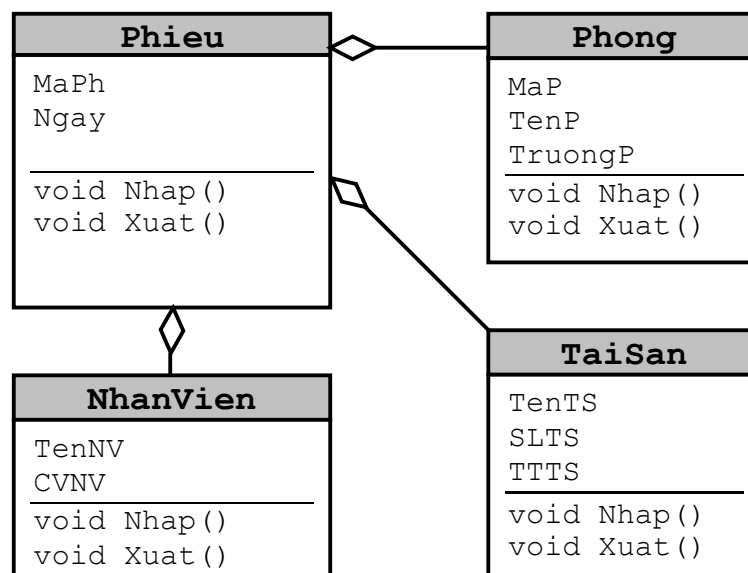 Phieu
MaPh
Ngay
void Nhap()
void Xuat()
Phong
MaP
TenP
TruongP
void Nhap()
void Xuat()
NhanVien
TenNV
CVNV
void Nhap()
void Xuat()
TaiSan
TenTS
SLTS
TTTS
void Nhap()
void Xuat()